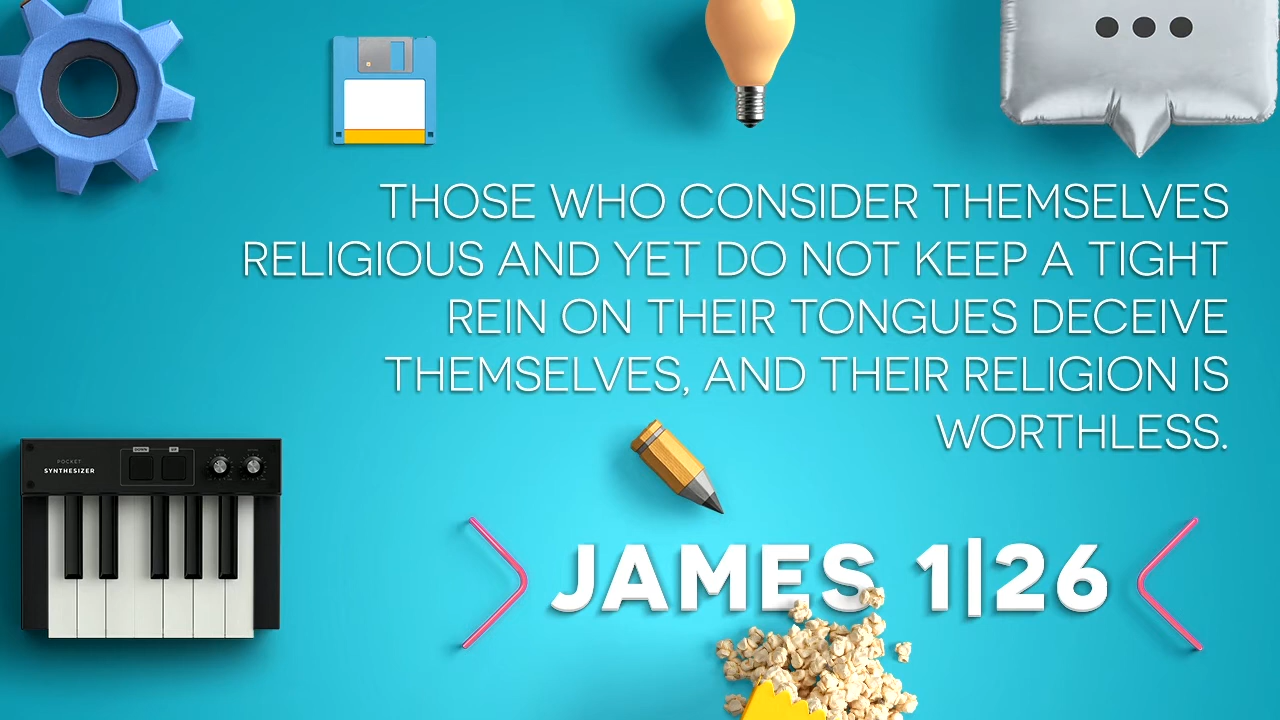 THOSE WHO CONSIDER THEMSELVES
RELIGIOUS AND YET DO NOT KEEP A TIGHT
REIN ON THEIR TONGUES DECEIVE
THEMSELVES, AND THEIR RELIGION IS
WORTHLESS.
POCKET
SYNTHESIZER
JAMES 1|26